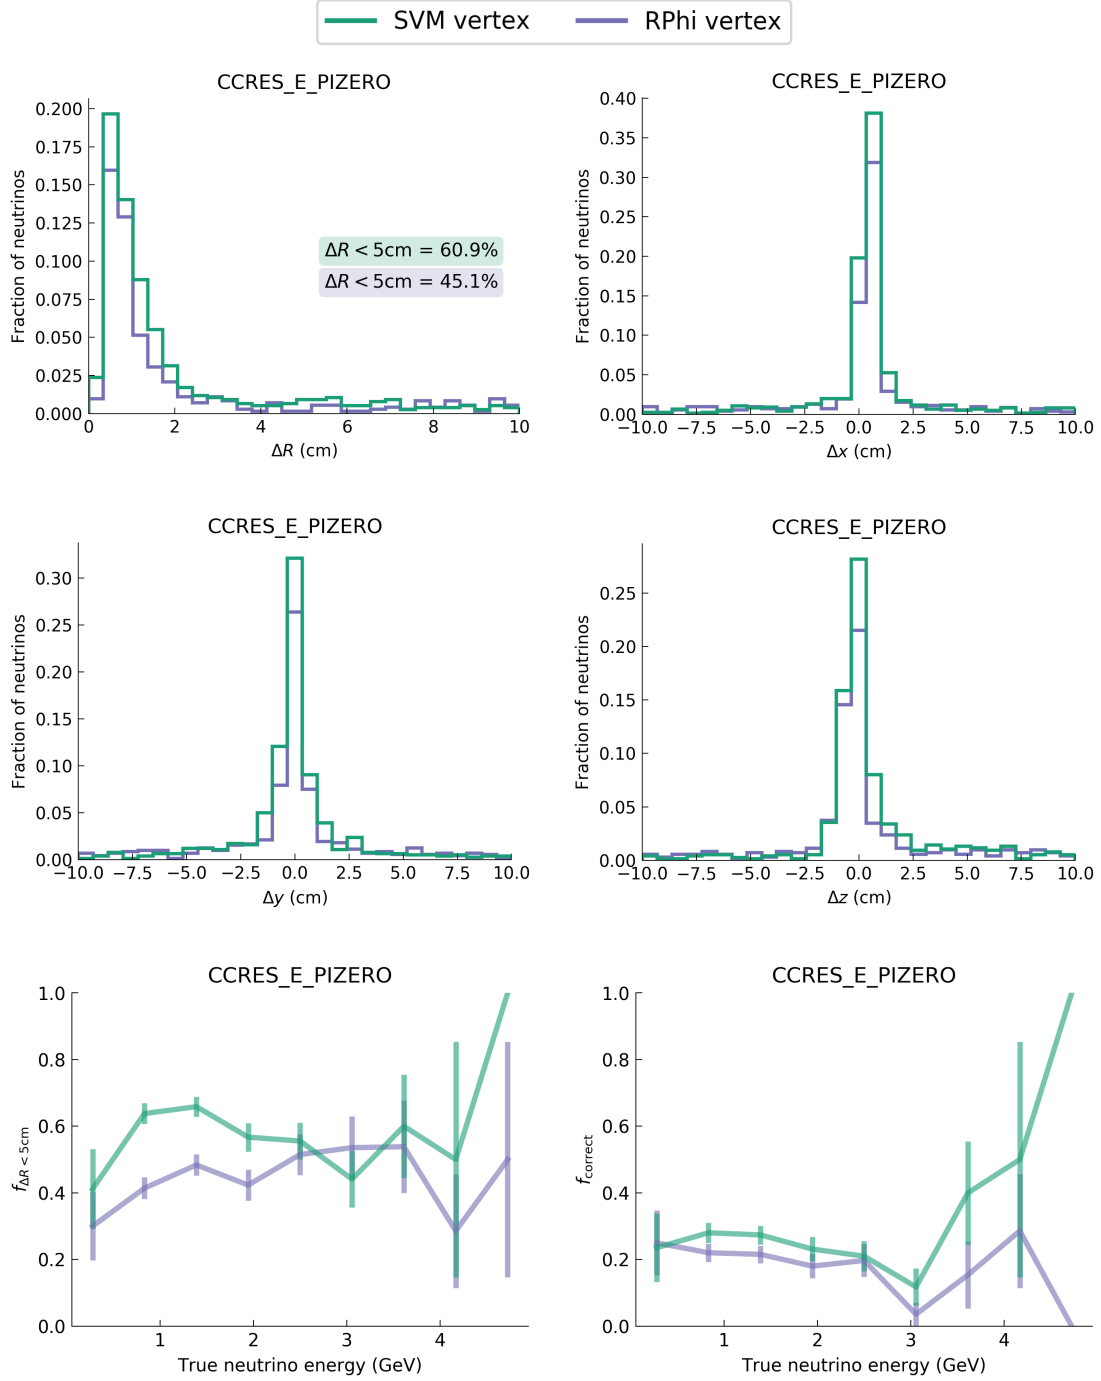 SVM vertex RPhi vertex
CCRES_E_PIZERO
Fraction of neutrinos
0.200
0.175
0.150
0.125
0.100
0.075
0.050
0.025
0.000
ΔR < 5cm = 60.9%
ΔR < 5cm = 45.1%
0 2 4 6 8 10
ΔR (cm)
CCRES_E_PIZERO
Fraction of neutrinos
0.40
0.35
0.30
0.25
0.20
0.15
0.10
0.05
0.00
−10.0 −7.5 −5.0 −2.5 0.0 2.5 5.0 7.5 10.0
Δx (cm)
CCRES_E_PIZERO
Fraction of neutrinos
0.30
0.25
0.20
0.15
0.10
0.05
0.00
−10.0 −7.5 −5.0 −2.5 0.0 2.5 5.0 7.5 10.0
Δy (cm)
CCRES_E_PIZERO
Fraction of neutrinos
0.25
0.20
0.15
0.10
0.05
0.00
−10.0 −7.5 −5.0 −2.5 0.0 2.5 5.0 7.5 10.0
Δz (cm)
CCRES_E_PIZERO
fΔR < 5cm
1.0
0.8
0.6
0.4
0.2
0.0
1 2 3 4
True neutrino energy (GeV)
CCRES_E_PIZERO
fcorrect
1.0
0.8
0.6
0.4
0.2
0.0
1 2 3 4
True neutrino energy (GeV)